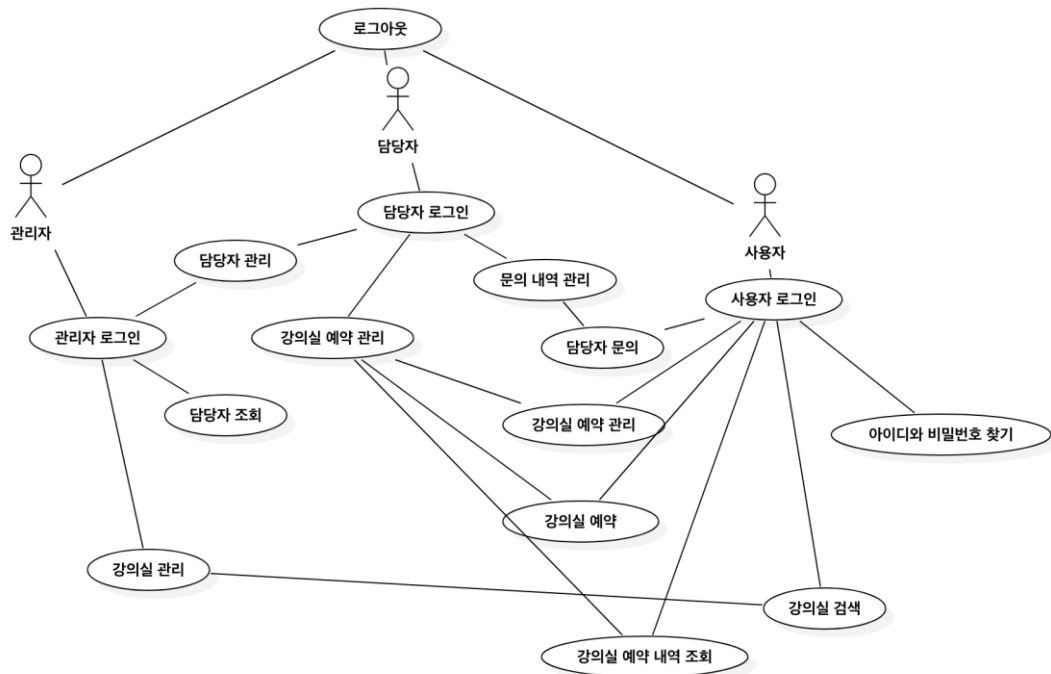 로그아웃
담당자
관리자
담당자 로그인
사용자
담당자 관리
문의 내역 관리
사용자 로그인
관리자 로그인
강의실 예약 관리
담당자 문의
담당자 조회
강의실 예약 관리
아이디와 비밀번호 찾기
강의실 예약
강의실 관리
강의실 검색
강의실 예약 내역 조회